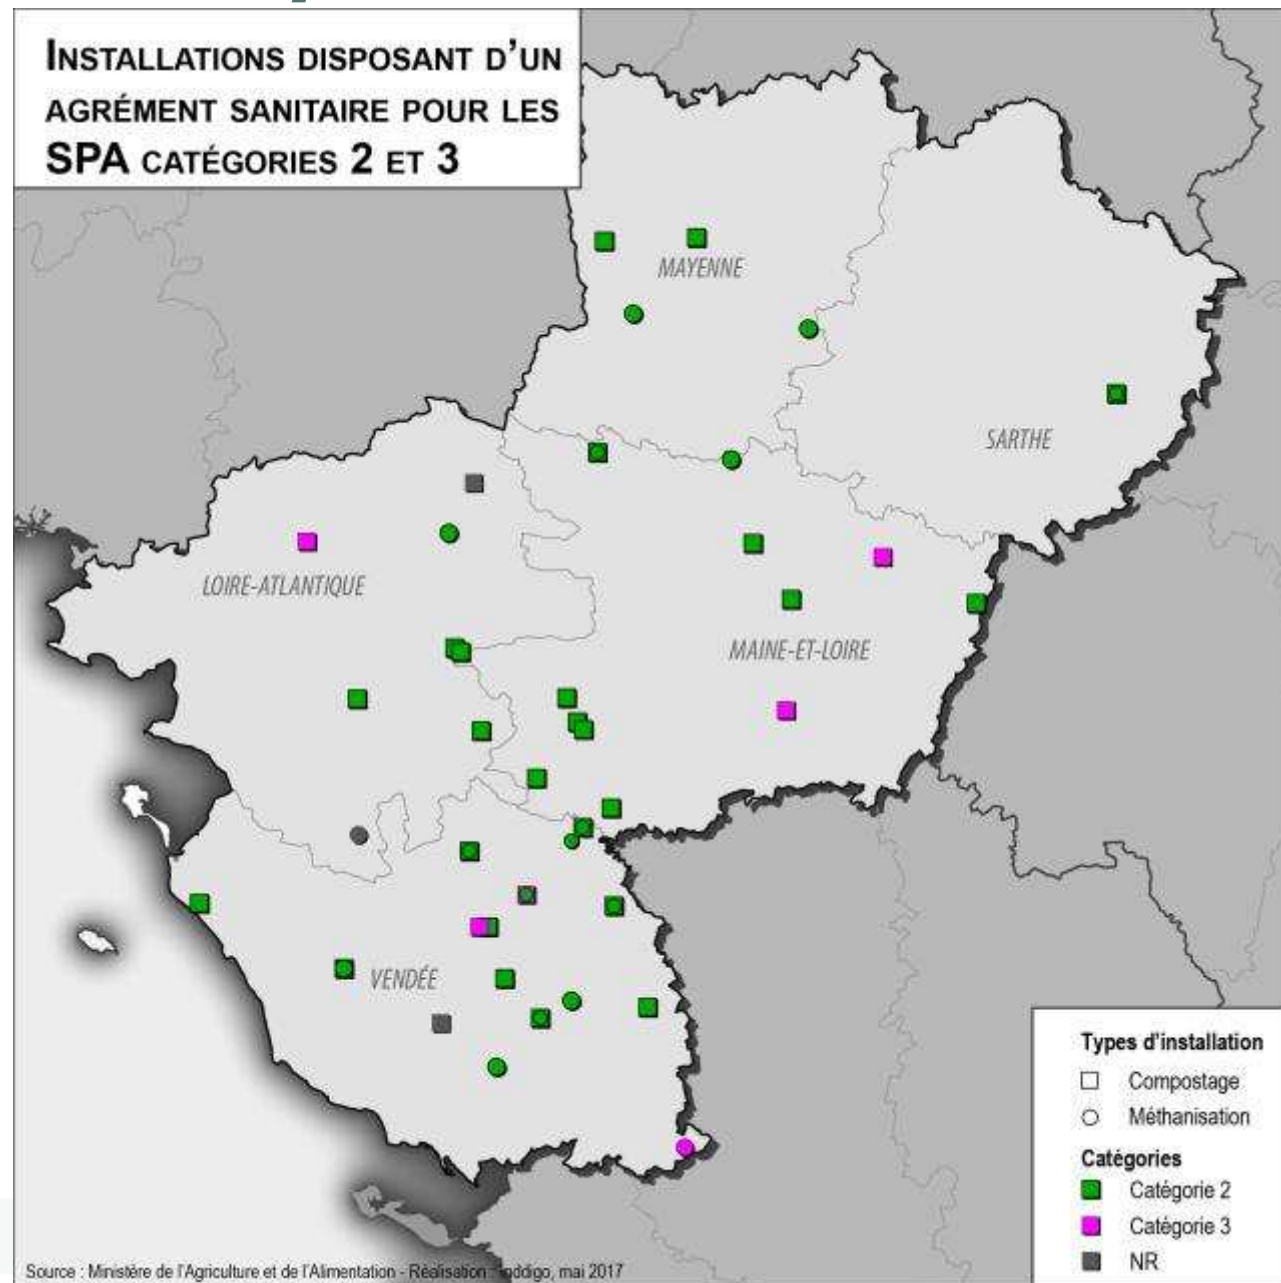 INSTALLATIONS DISPOSANT D'UN
AGRÉMENT SANITAIRE POUR LES
SPA CATÉGORIES 2 ET 3
MAYENNE
SARTHE
LOIRE-ATLANTIQUE
MAINE-ET-LOIRE
VENDÉE
Types d'installation
Compostage
Méthanisation
Catégories
Catégorie 2
Catégorie 3
NR
Source : Ministère de l'Agriculture et de l'Alimentation - Réalisation : Inddigo, mai 2017